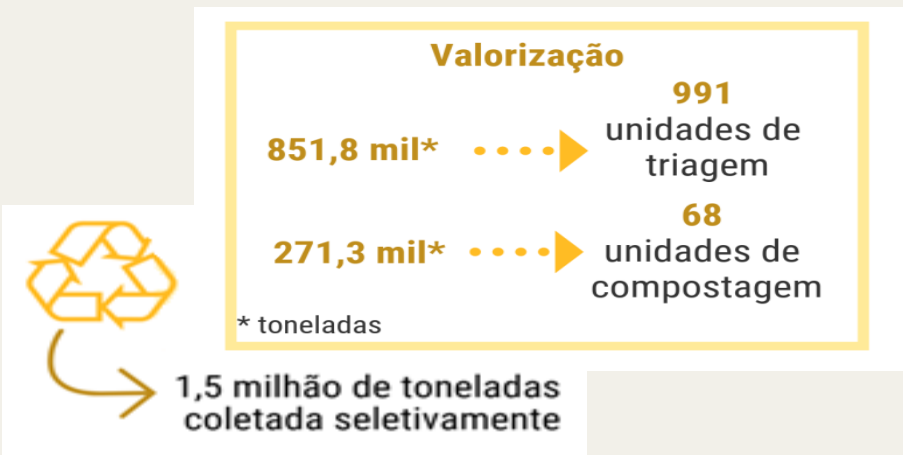 Valorização
991
unidades de
triagem
851,8 mil*
68
unidades de
compostagem
271,3 mil*
* toneladas
1,5 milhão de toneladas
coletada seletivamente